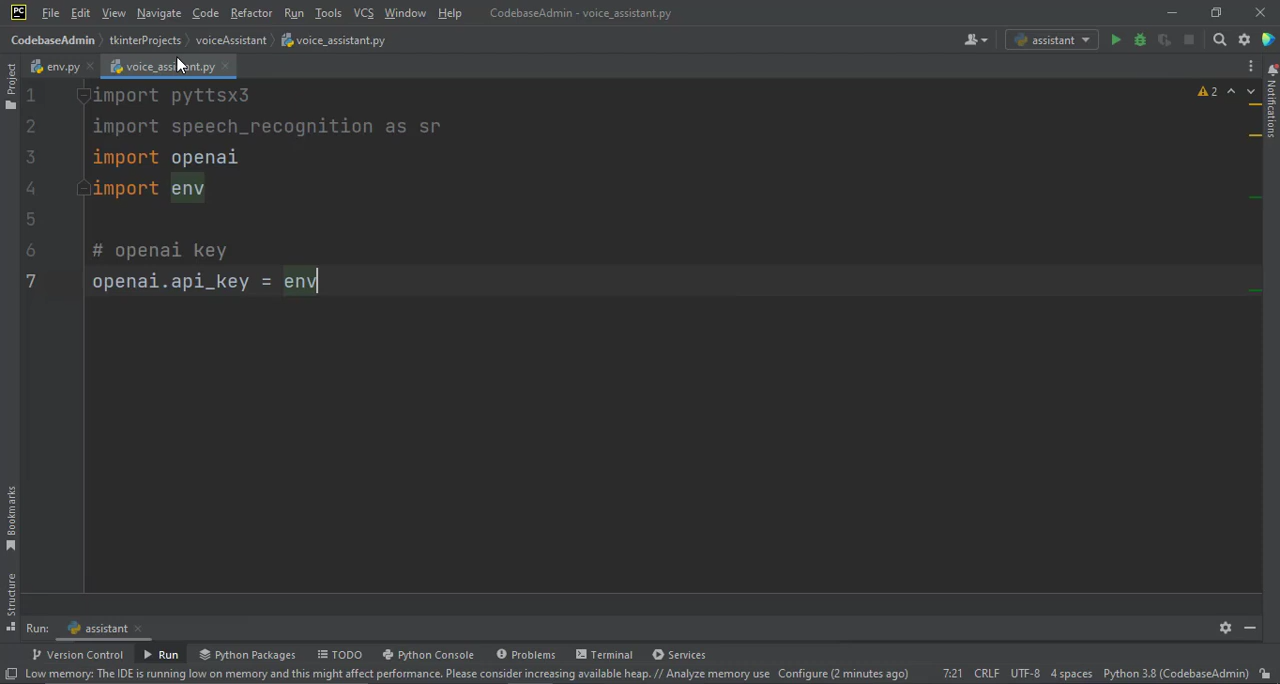 PC File Edit View Navigate Code Refactor Run Tools VCS Window Help CodebaseAdmin - voice_assistant.py
CodebaseAdmin tkinterProjects voiceAssistant voice_assistant.py assistant
env.py voice_assistant.py
Project
Notifications
1 import pyttsx3 2
2 import speech_recognition as sr
3 import openai
4 import env
5
6 # openai key
7 openai.api_key = env
Bookmarks
Structure
Run: assistant
Version Control Run Python Packages TODO Python Console Problems Terminal Services
Low memory: The IDE is running low on memory and this might affect performance. Please consider increasing available heap. // Analyze memory use Configure (2 minutes ago) 7:21 CRLF UTF-8 4 spaces Python 3.8 (CodebaseAdmin)